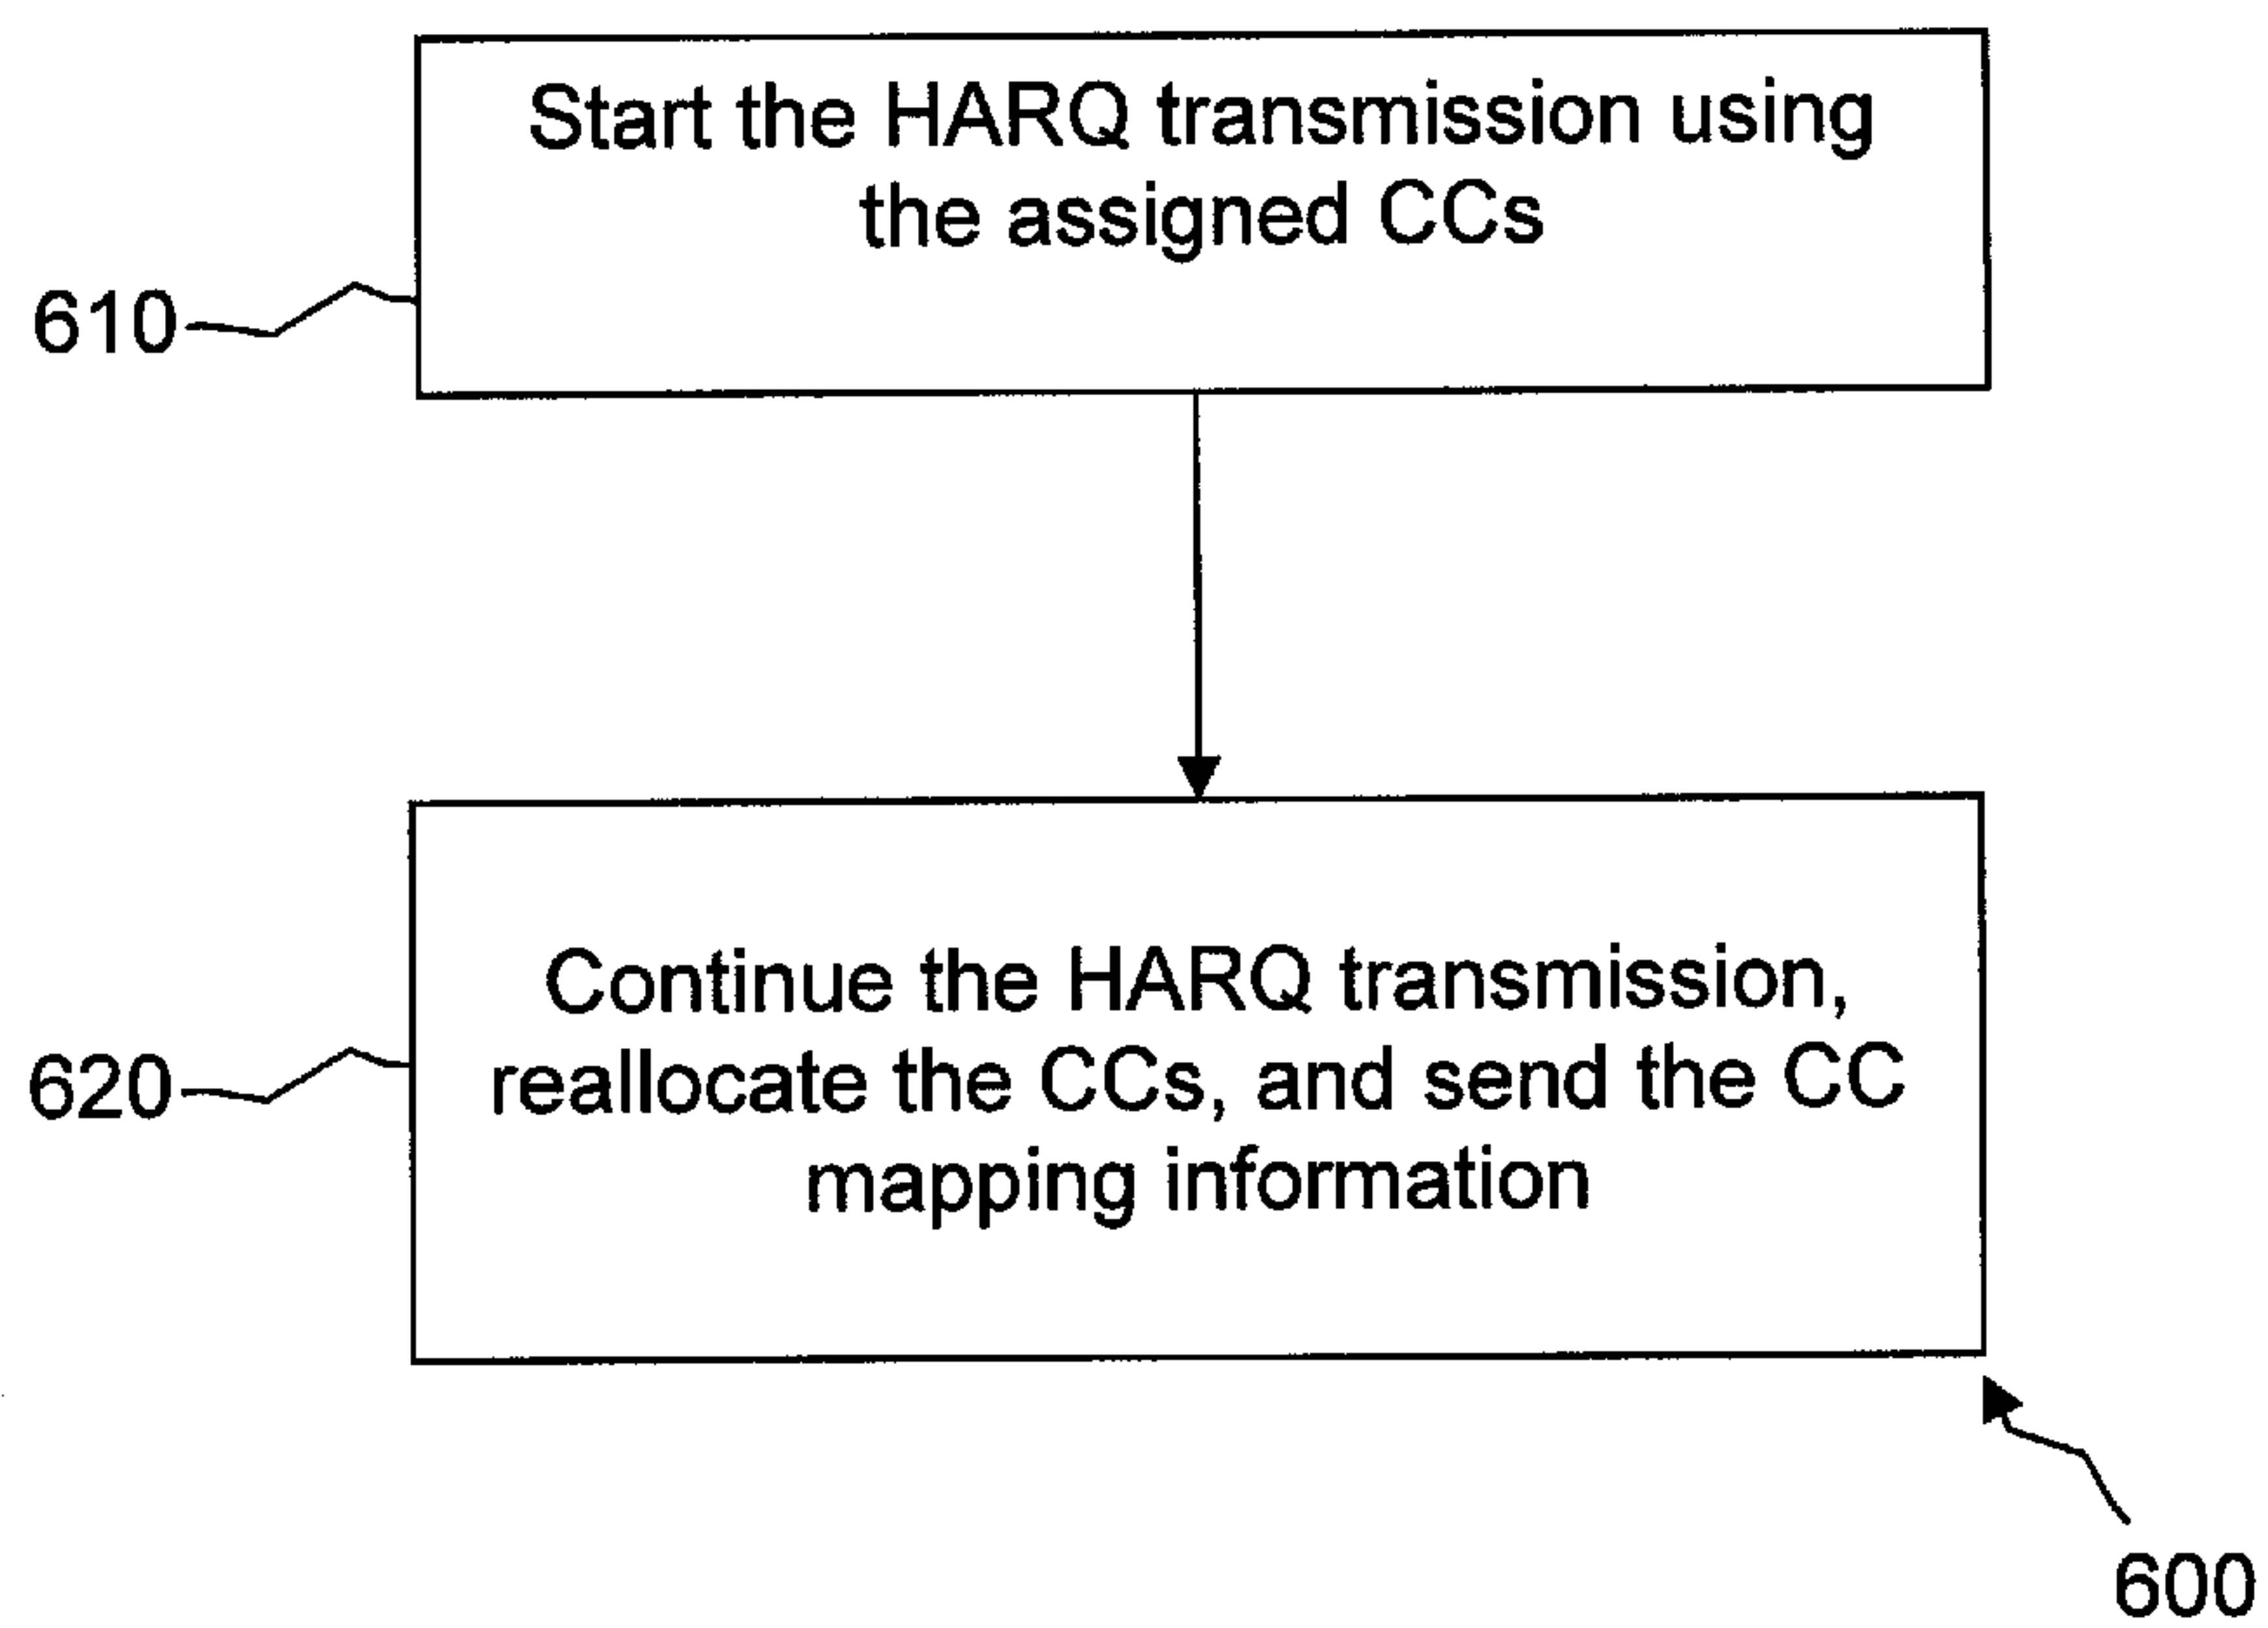 Start the HARQ transmission using
the assigned CCs
610
Continue the HARQ transmission,
reallocate the CCs, and send the CC
mapping information
620
600